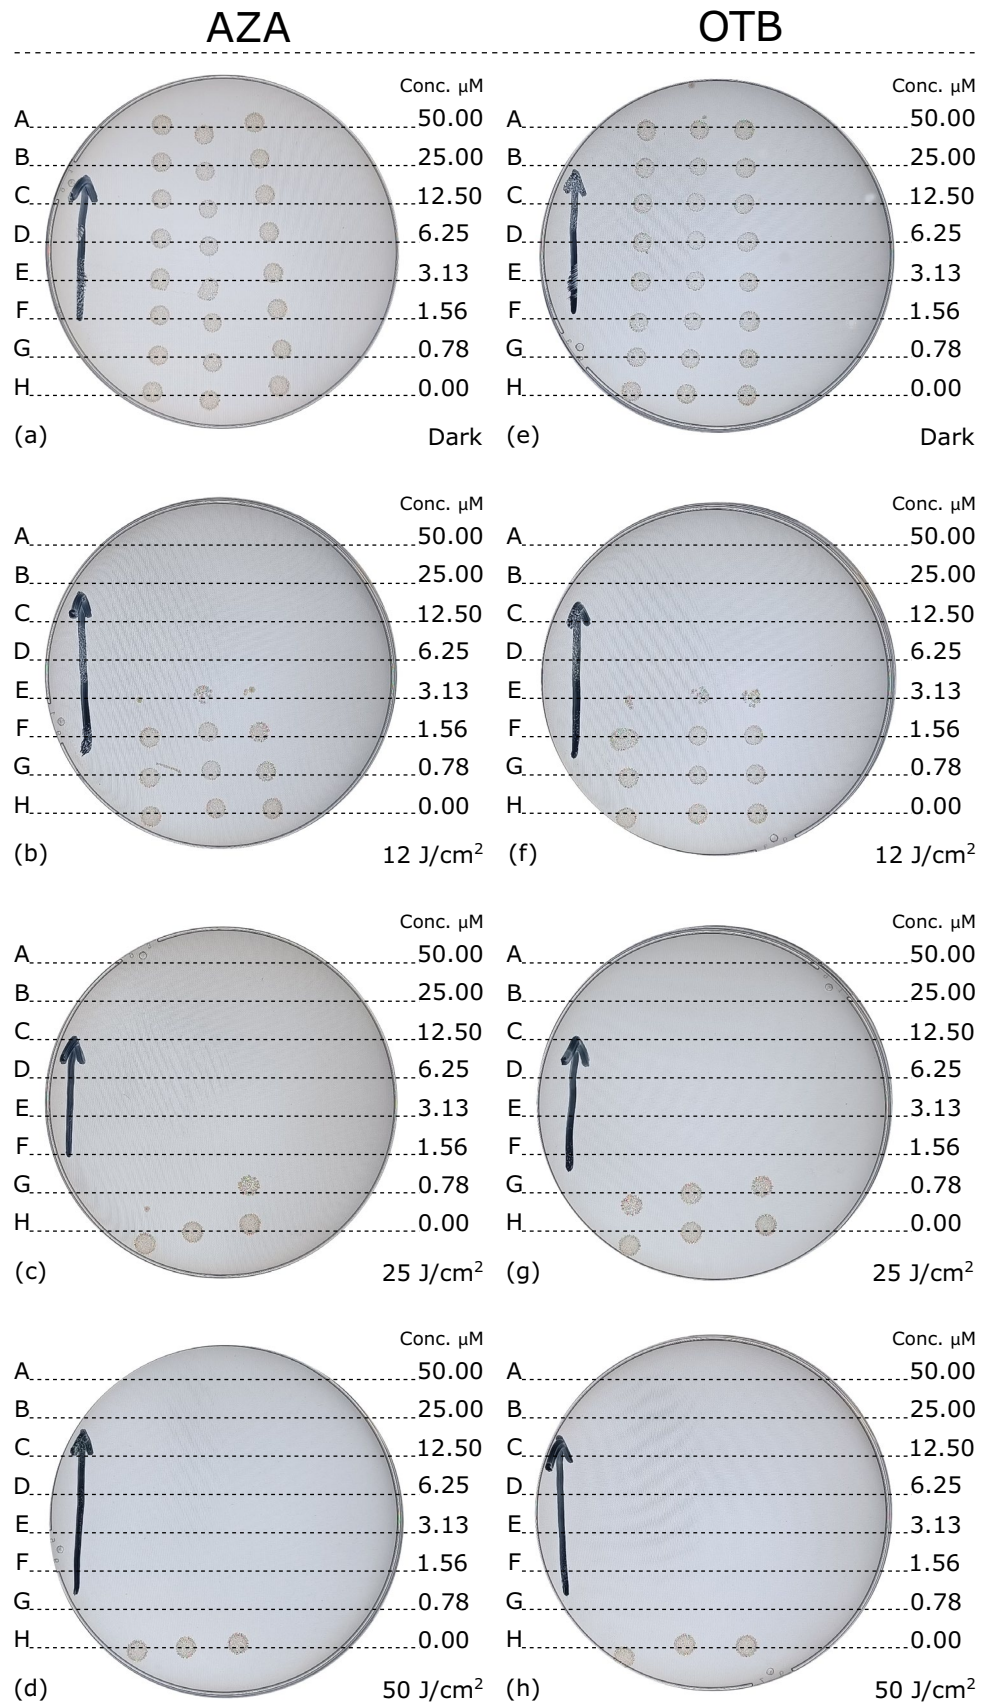 AZA OTB
Conc. µM Conc. µM
A 50.00 A 50.00
B 25.00 B 25.00
C 12.50 C 12.50
D 6.25 D 6.25
E 3.13 E 3.13
F 1.56 F 1.56
G 0.78 G 0.78
H 0.00 H 0.00
(a) Dark (e) Dark
Conc. µM Conc. µM
A 50.00 A 50.00
B 25.00 B 25.00
C 12.50 C 12.50
D 6.25 D 6.25
E 3.13 E 3.13
F 1.56 F 1.56
G 0.78 G 0.78
H 0.00 H 0.00
(b) 12 J/cm² (f) 12 J/cm²
Conc. µM Conc. µM
A 50.00 A 50.00
B 25.00 B 25.00
C 12.50 C 12.50
D 6.25 D 6.25
E 3.13 E 3.13
F 1.56 F 1.56
G 0.78 G 0.78
H 0.00 H 0.00
(c) 25 J/cm² (g) 25 J/cm²
Conc. µM Conc. µM
A 50.00 A 50.00
B 25.00 B 25.00
C 12.50 C 12.50
D 6.25 D 6.25
E 3.13 E 3.13
F 1.56 F 1.56
G 0.78 G 0.78
H 0.00 H 0.00
(d) 50 J/cm² (h) 50 J/cm²